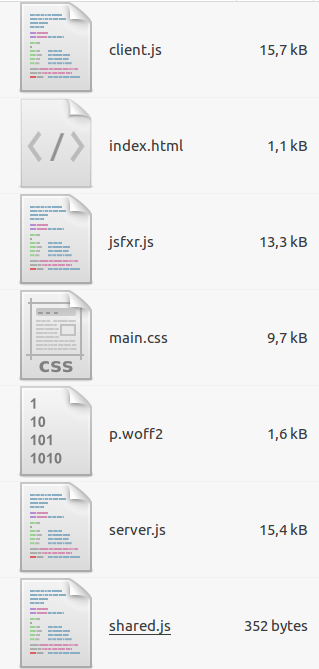 client.js 15,7 kB
index.html 1,1 kB
jsfxr.js 13,3 kB
main.css 9,7 kB
CSS
p.woff2 1,6 kB
1
10
101
1010
server.js 15,4 kB
shared.js 352 bytes